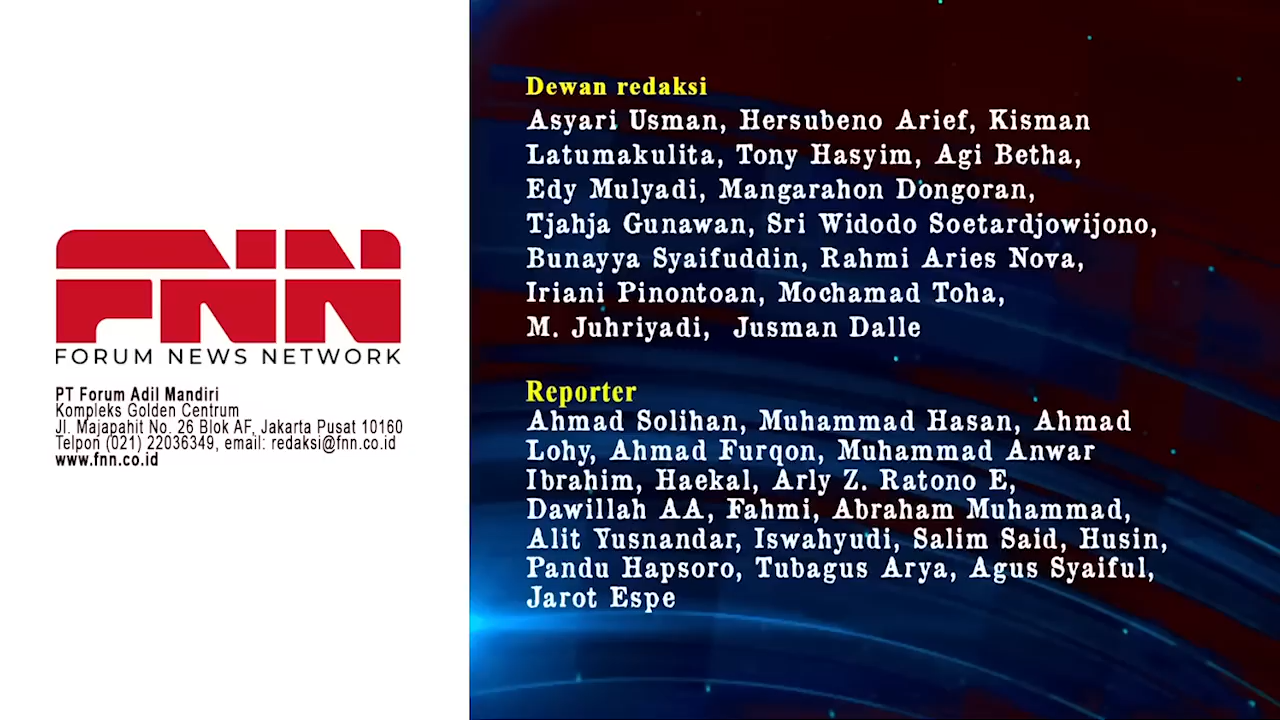 FNN
FORUM NEWS NETWORK
PT Forum Adil Mandiri
Kompleks Golden Centrum
Jl. Majapahit No. 26 Blok AF, Jakarta Pusat 10160
Telpon (021) 22036349, email: redaksi@fnn.co.id
www.fnn.co.id
Dewan redaksi
Asyari Usman, Hersubeno Arief, Kisman
Latumakulita, Tony Hasyim, Agi Betha,
Edy Mulyadi, Mangarahon Dongoran,
Tjahja Gunawan, Sri Widodo Soetardjowijono,
Bunayya Syaifuddin, Rahmi Aries Nova,
Iriani Pinontoan, Mochamad Toha,
M. Juhriyadi, Jusman Dalle
Reporter
Ahmad Solihan, Muhammad Hasan, Ahmad
Lohy, Ahmad Furqon, Muhammad Anwar
Ibrahim, Haekal, Arly Z. Ratono E,
Dawillah AA, Fahmi, Abraham Muhammad,
Alit Yusnandar, Iswahyudi, Salim Said, Husin,
Pandu Hapsoro, Tubagus Arya, Agus Syaiful,
Jarot Espe